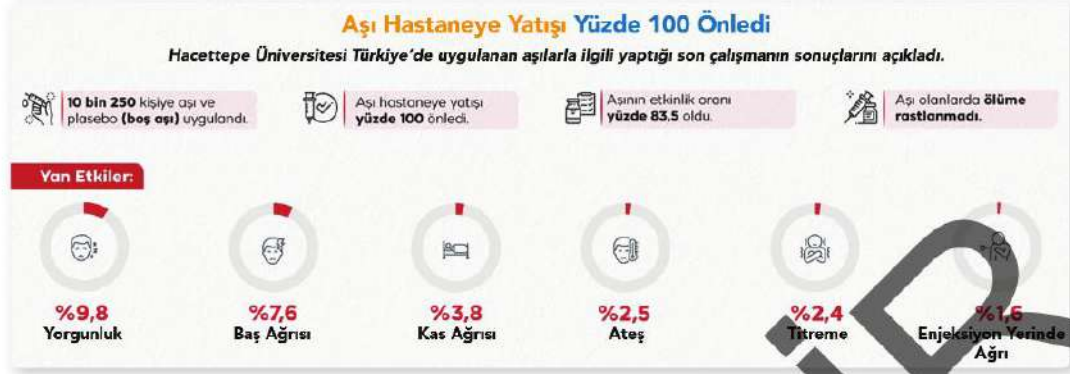 Aşı Hastaneye Yatışı Yüzde 100 Önledi
Hacettepe Üniversitesi Türkiye'de uygulanan aşılarla ilgili yaptığı son çalışmanın sonuçlarını açıkladı.
10 bin 250 kişiye aşı ve
plasebo (boş aşı) uygulandı.
Aşı hastaneye yatışı
yüzde 100 önledi.
Aşının etkinlik oranı
yüzde 83.5 oldu.
Aşı olanlarda ölüme
rastlanmadı.
Yan Etkiler:
%9,8
Yorgunluk
%7,6
Baş Ağrısı
%3,8
Kas Ağrısı
%2,5
Ateş
%2,4
Titreme
%1,6
Enjeksiyon Yerinde
Ağrı